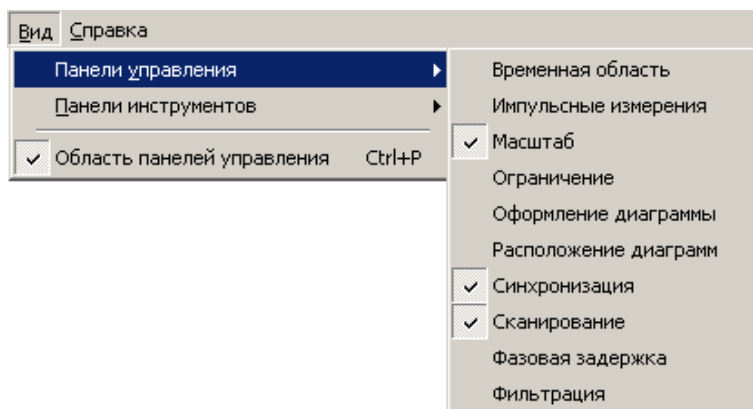 Вид Справка
Панели управления
Панели инструментов
Область панелей управления Ctrl+P
Временная область
Импульсные измерения
Масштаб
Ограничение
Оформление диаграммы
Расположение диаграмм
Синхронизация
Сканирование
Фазовая задержка
Фильтрация